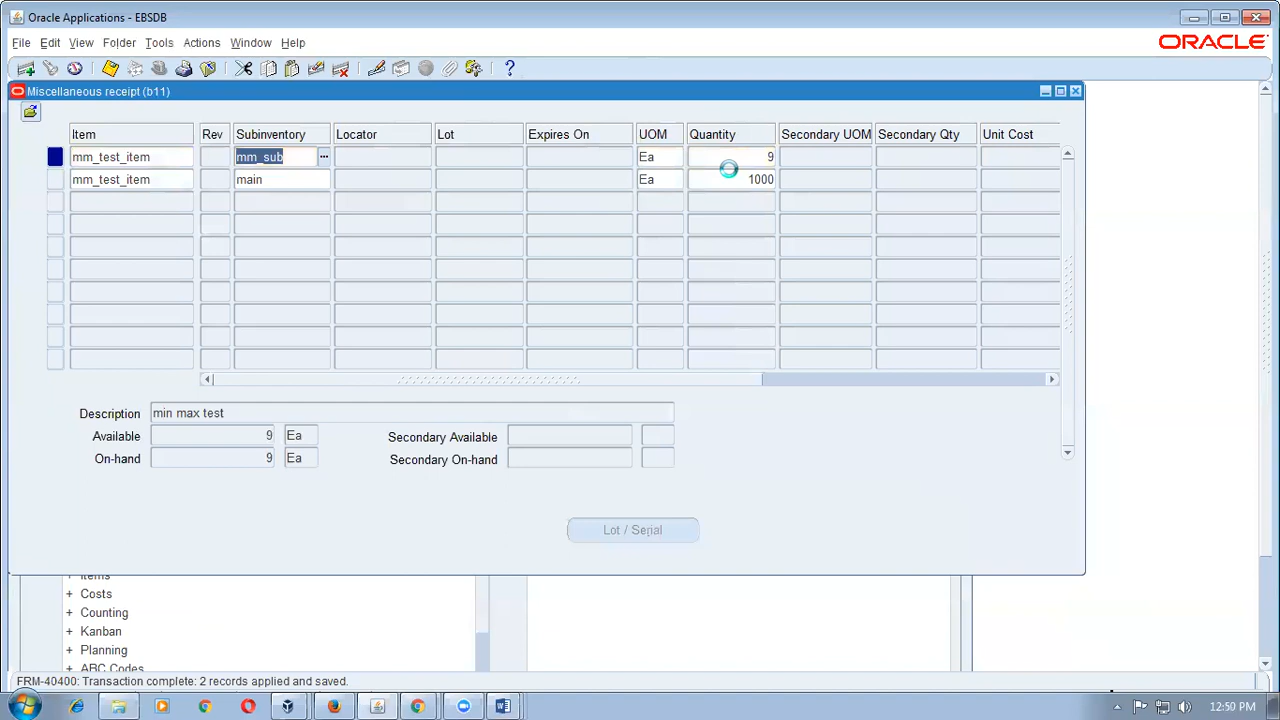 Oracle Applications - EBSDB
File Edit View Folder Tools Actions Window Help
ORACLE
Miscellaneous receipt (b11)
Item Rev Subinventory Locator Lot Expires On UOM Quantity Secondary UOM Secondary Qty Unit Cost
mm_test_item mm_sub Ea 9
mm_test_item main Ea 1000
Description min max test
Available 9 Ea Secondary Available
On-hand 9 Ea Secondary On-hand
Lot / Serial
Items
+ Costs
+ Counting
+ Kanban
+ Planning
+ ABC Codes
FRM-40400: Transaction complete: 2 records applied and saved.
12:50 PM